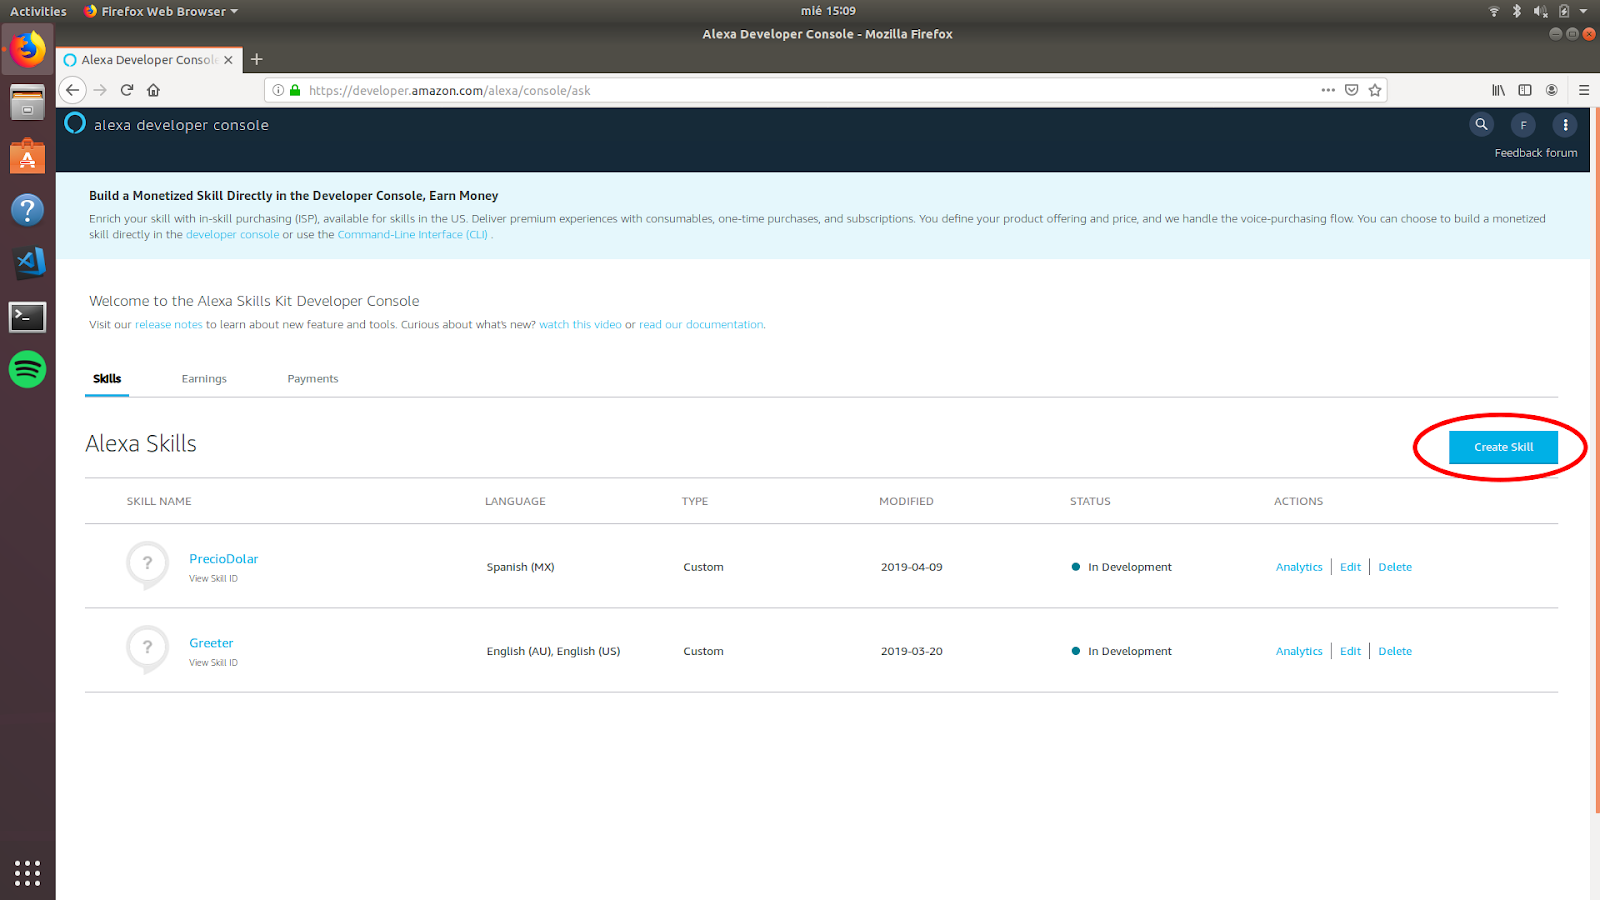 Activities Firefox Web Browser mié 15:09
Alexa Developer Console - Mozilla Firefox
Alexa Developer Console
https://developer.amazon.com/alexa/console/ask
alexa developer console F
Feedback forum
Build a Monetized Skill Directly in the Developer Console, Earn Money
Enrich your skill with in-skill purchasing (ISP), available for skills in the US. Deliver premium experiences with consumables, one-time purchases, and subscriptions. You define your product offering and price, and we handle the voice-purchasing flow. You can choose to build a monetized
skill directly in the developer console or use the Command-Line Interface (CLI) .
Welcome to the Alexa Skills Kit Developer Console
Visit our release notes to learn about new feature and tools. Curious about what's new? watch this video or read our documentation.
Skills Earnings Payments
Alexa Skills Create Skill
SKILL NAME LANGUAGE TYPE MODIFIED STATUS ACTIONS
PrecioDolar Spanish (MX) Custom 2019-04-09 In Development Analytics Edit Delete
View Skill ID
Greeter English (AU), English (US) Custom 2019-03-20 In Development Analytics Edit Delete
View Skill ID